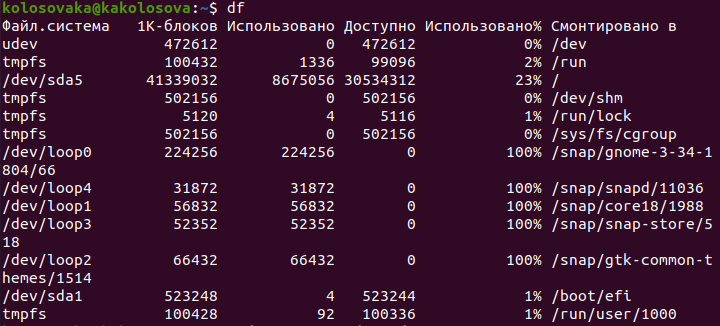 kolosovaka@kakolosova:~$ df
Файл.система   1K-блоков Использовано Доступно Использовано% Cмонтировано в
udev              472612            0   472612            0% /dev
tmpfs             100432         1336    99096            2% /run
/dev/sda5       41339032      8675056 30534312           23% /
tmpfs             502156            0   502156            0% /dev/shm
tmpfs               5120            4     5116            1% /run/lock
tmpfs             502156            0   502156            0% /sys/fs/cgroup
/dev/loop0        224256       224256        0          100% /snap/gnome-3-34-1
804/66
/dev/loop4         31872        31872        0          100% /snap/snapd/11036
/dev/loop1         56832        56832        0          100% /snap/core18/1988
/dev/loop3         52352        52352        0          100% /snap/snap-store/5
18
/dev/loop2         66432        66432        0          100% /snap/gtk-common-t
hemes/1514
/dev/sda1         523248            4   523244            1% /boot/efi
tmpfs             100428           92   100336            1% /run/user/1000